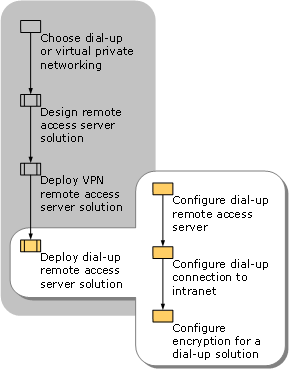 Choose dial-up
or virtual private
networking
Design remote
access server
solution
Deploy VPN
remote access
server solution
Deploy dial-up
remote access
server solution
Configure dial-up
remote access
server
Configure dial-up
connection to
intranet
Configure
encryption for a
dial-up solution